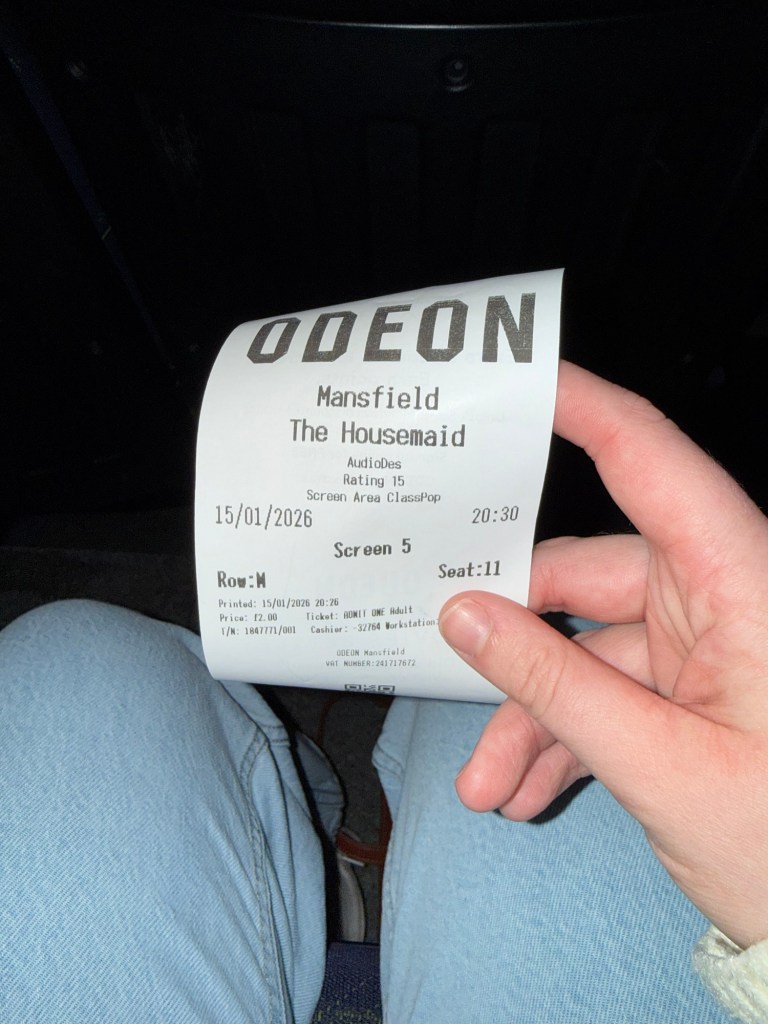 ODEON
Mansfield
The Housemaid
AudioDes
Rating 15
Screen Area ClassPop
15/01/2026 20:30
Screen 5
Row:M Seat:11
Printed: 15/01/2026 20:26
Price: £2.00 Ticket: ADMIT ONE Adult
T/N: 1847771/001 Cashier: -32764 Workstation:
ODEON Mansfield
VAT NUMBER:241717672